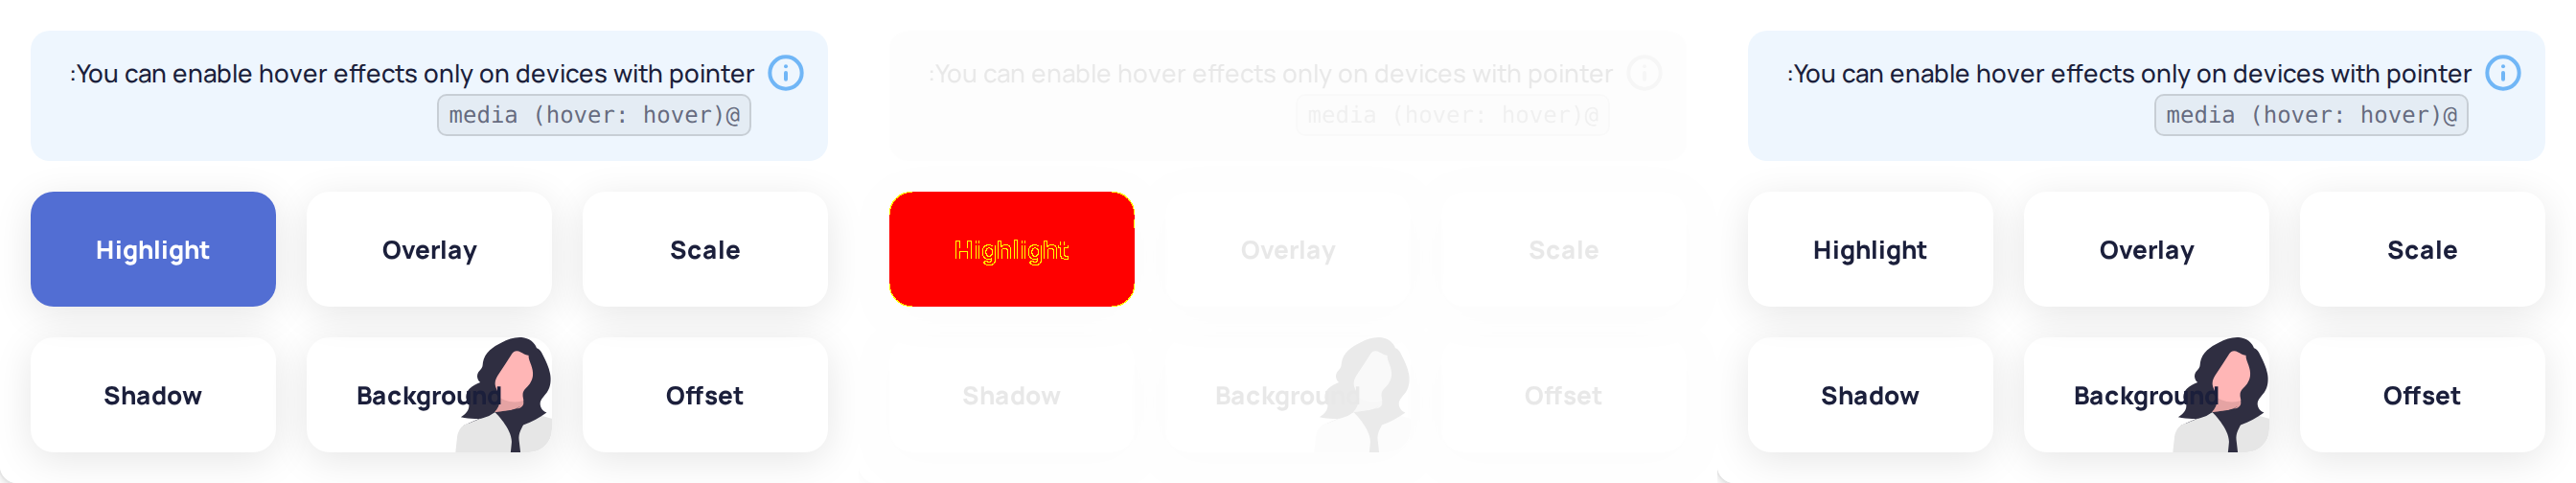 :You can enable hover effects only on devices with pointer
media (hover: hover)@
Highlight
Overlay
Scale
Shadow
Background
Offset
:You can enable hover effects only on devices with pointer
media (hover: hover)@
Highlight
Overlay
Scale
Shadow
Background
Offset
:You can enable hover effects only on devices with pointer
media (hover: hover)@
Highlight
Overlay
Scale
Shadow
Background
Offset